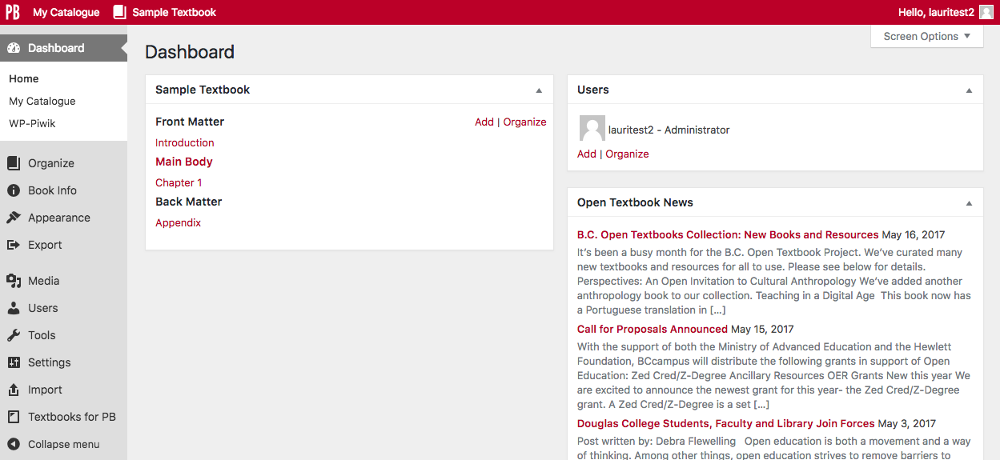 PB My Catalogue Sample Textbook Hello, lauritest2
Screen Options
Dashboard
Home
My Catalogue
WP-Piwik
Organize
Book Info
Appearance
Export
Media
Users
Tools
Settings
Import
Textbooks for PB
Collapse menu
Dashboard
Sample Textbook
Front Matter Add | Organize
Introduction
Main Body
Chapter 1
Back Matter
Appendix
Users
lauritest2 - Administrator
Add | Organize
Open Textbook News
B.C. Open Textbooks Collection: New Books and Resources May 16, 2017
It's been a busy month for the B.C. Open Textbook Project. We've curated many
new textbooks and resources for all to use. Please see below for details.
Perspectives: An Open Invitation to Cultural Anthropology We've added another
anthropology book to our collection. Teaching in a Digital Age  This book now has
a Portuguese translation in [...]
Call for Proposals Announced May 15, 2017
With the support of both the Ministry of Advanced Education and the Hewlett
Foundation, BCcampus will distribute the following grants in support of Open
Education: Zed Cred/Z-Degree Ancillary Resources OER Grants New this year We
are excited to announce the newest grant for this year- the Zed Cred/Z-Degree
grant. A Zed Cred/Z-Degree is a set [...]
Douglas College Students, Faculty and Library Join Forces May 3, 2017
Post written by: Debra Flewelling   Open education is both a movement and a way
of thinking. Among other things, open education strives to remove barriers to